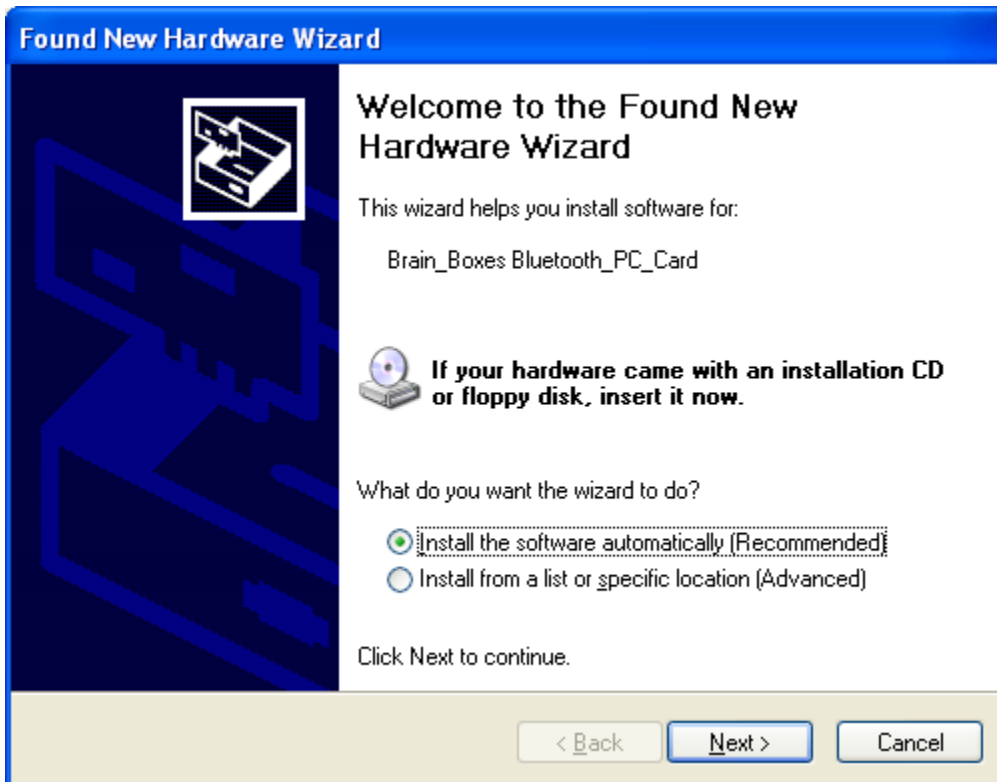 Found New Hardware Wizard
Welcome to the Found New
Hardware Wizard
This wizard helps you install software for:
Brain_Boxes Bluetooth_PC_Card
If your hardware came with an installation CD
or floppy disk, insert it now.
What do you want the wizard to do?
Install the software automatically (Recommended)
Install from a list or specific location (Advanced)
Click Next to continue.
< Back Next > Cancel